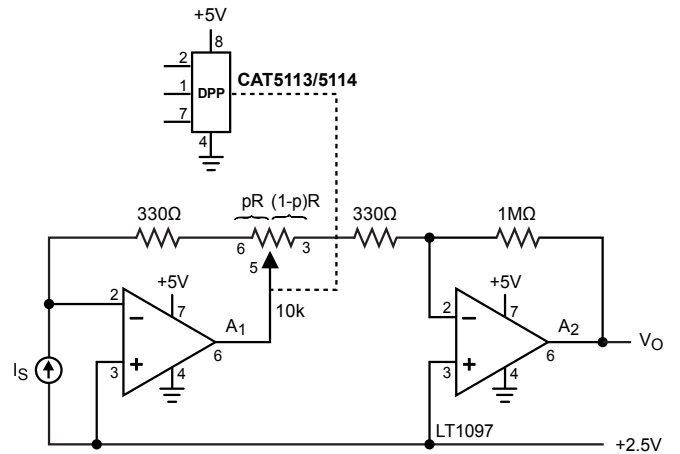 +5V
8
2
1
7
DPP
CAT5113/5114
4
pR (1-p)R
330Ω
330Ω
1MΩ
6
3
5
10k
+5V
+5V
2
7
A1
6
3
4
2
7
A2
6
3
4
IS
VO
–
+
–
+
LT1097
+2.5V